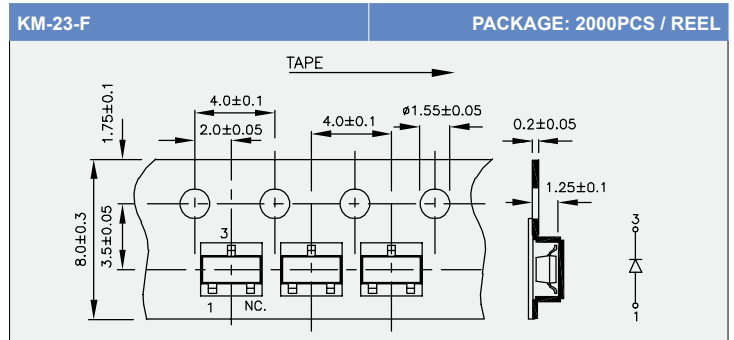 KM-23-F
PACKAGE: 2000PCS / REEL
TAPE
4.0±0.1
2.0±0.05
4.0±0.1
ø1.55±0.05
0.2±0.05
1.75±0.1
1.25±0.1
8.0±0.3
3.5±0.05
3
3
1
NC.
1